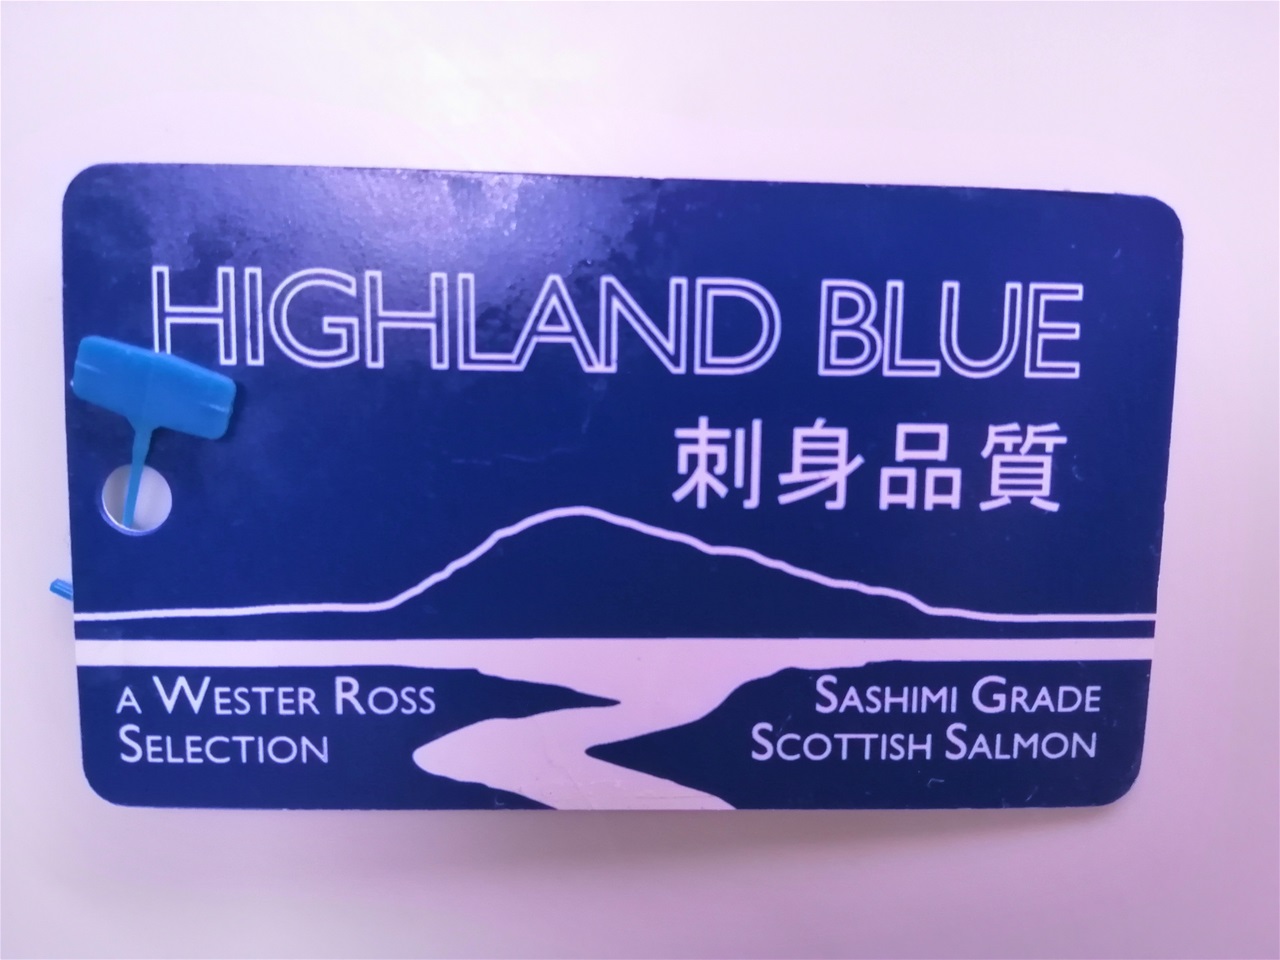 HIGHLAND BLUE
刺身品質
A WESTER ROSS
SELECTION
SASHIMI GRADE
SCOTTISH SALMON